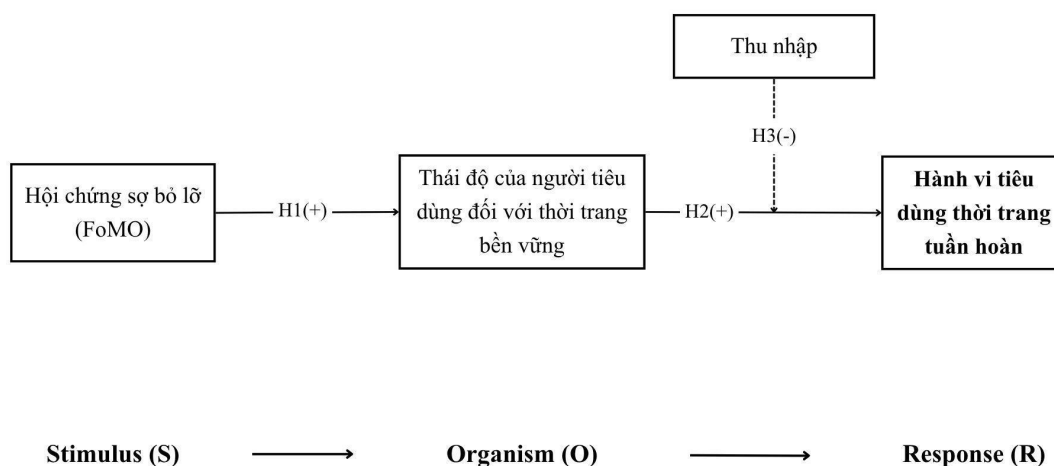 Thu nhập
H3(-)
Hội chứng sợ bỏ lỡ
(FoMO)
H1(+)
Thái độ của người tiêu
dùng đối với thời trang
bền vững
H2(+)
Hành vi tiêu
dùng thời trang
tuần hoàn
Stimulus (S)
Organism (O)
Response (R)